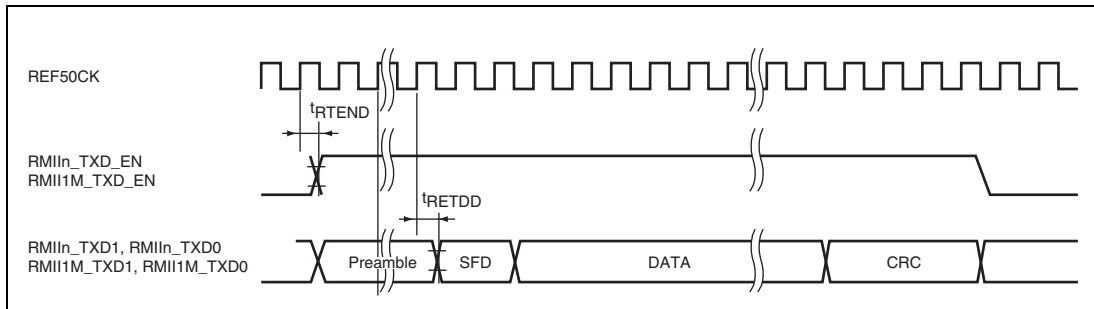 REF50CK
tRTEND
RMIIn_TXD_EN
RMII1M_TXD_EN
tRETDD
RMIIn_TXD1, RMIIn_TXD0
RMII1M_TXD1, RMII1M_TXD0
Preamble SFD DATA CRC